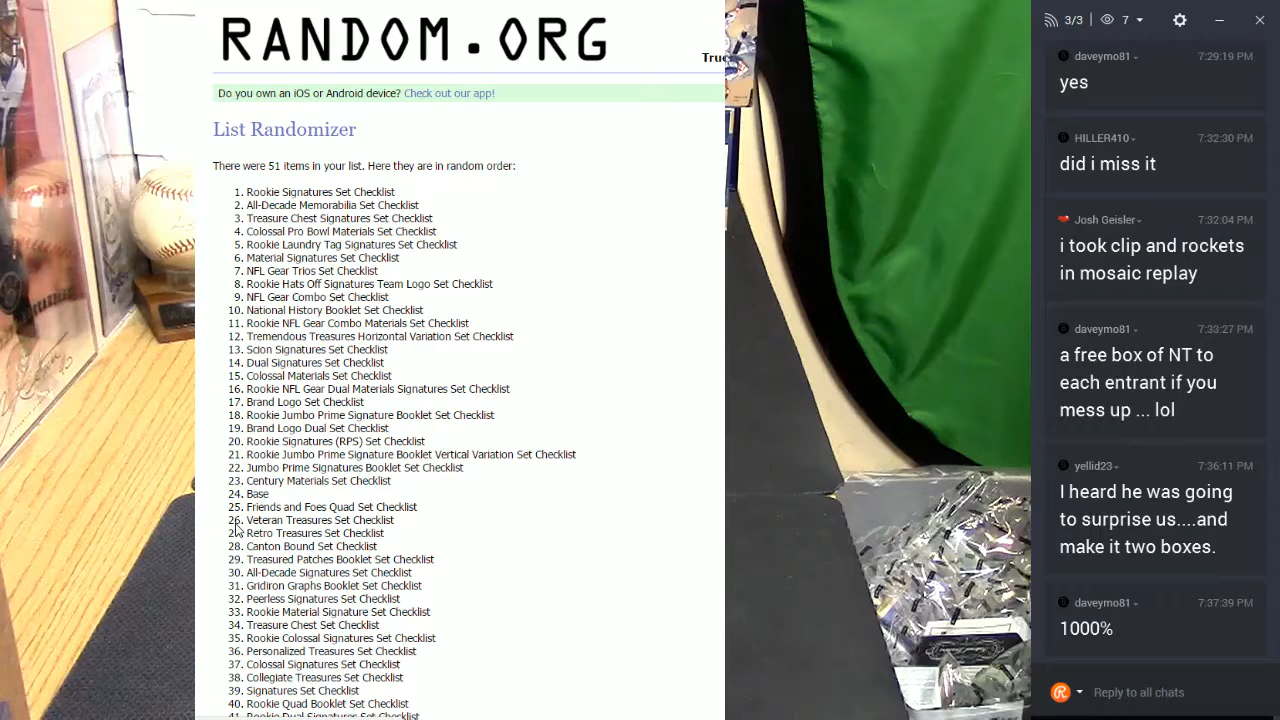 RANDOM.ORG
Do you own an iOS or Android device? Check out our app!
List Randomizer
There were 51 items in your list. Here they are in random order:
1. Rookie Signatures Set Checklist
2. All-Decade Memorabilia Set Checklist
3. Treasure Chest Signatures Set Checklist
4. Colossal Pro Bowl Materials Set Checklist
5. Rookie Laundry Tag Signatures Set Checklist
6. Material Signatures Set Checklist
7. NFL Gear Trios Set Checklist
8. Rookie Hats Off Signatures Team Logo Set Checklist
9. NFL Gear Combo Set Checklist
10. National History Booklet Set Checklist
11. Rookie NFL Gear Combo Materials Set Checklist
12. Tremendous Treasures Horizontal Variation Set Checklist
13. Scion Signatures Set Checklist
14. Dual Signatures Set Checklist
15. Colossal Materials Set Checklist
16. Rookie NFL Gear Dual Materials Signatures Set Checklist
17. Brand Logo Set Checklist
18. Rookie Jumbo Prime Signature Booklet Set Checklist
19. Brand Logo Dual Set Checklist
20. Rookie Signatures (RPS) Set Checklist
21. Rookie Jumbo Prime Signature Booklet Vertical Variation Set Checklist
22. Jumbo Prime Signatures Booklet Set Checklist
23. Century Materials Set Checklist
24. Base
25. Friends and Foes Quad Set Checklist
26. Veteran Treasures Set Checklist
Retro Treasures Set Checklist
28. Canton Bound Set Checklist
29. Treasured Patches Booklet Set Checklist
30. All-Decade Signatures Set Checklist
31. Gridiron Graphs Booklet Set Checklist
32. Peerless Signatures Set Checklist
33. Rookie Material Signature Set Checklist
34. Treasure Chest Set Checklist
35. Rookie Colossal Signatures Set Checklist
36. Personalized Treasures Set Checklist
37. Colossal Signatures Set Checklist
38. Collegiate Treasures Set Checklist
39. Signatures Set Checklist
40. Rookie Quad Booklet Set Checklist
41. Rookie Dual Signatures Set Checklist
3/3 7
daveymo81 7:29:19 PM
yes
HILLER410 7:32:30 PM
did i miss it
Josh Geisler 7:32:04 PM
i took clip and rockets
in mosaic replay
daveymo81 7:33:27 PM
a free box of NT to
each entrant if you
mess up ... lol
yellid23 7:36:11 PM
I heard he was going
to surprise us....and
make it two boxes.
daveymo81 7:37:39 PM
1000%
Reply to all chats